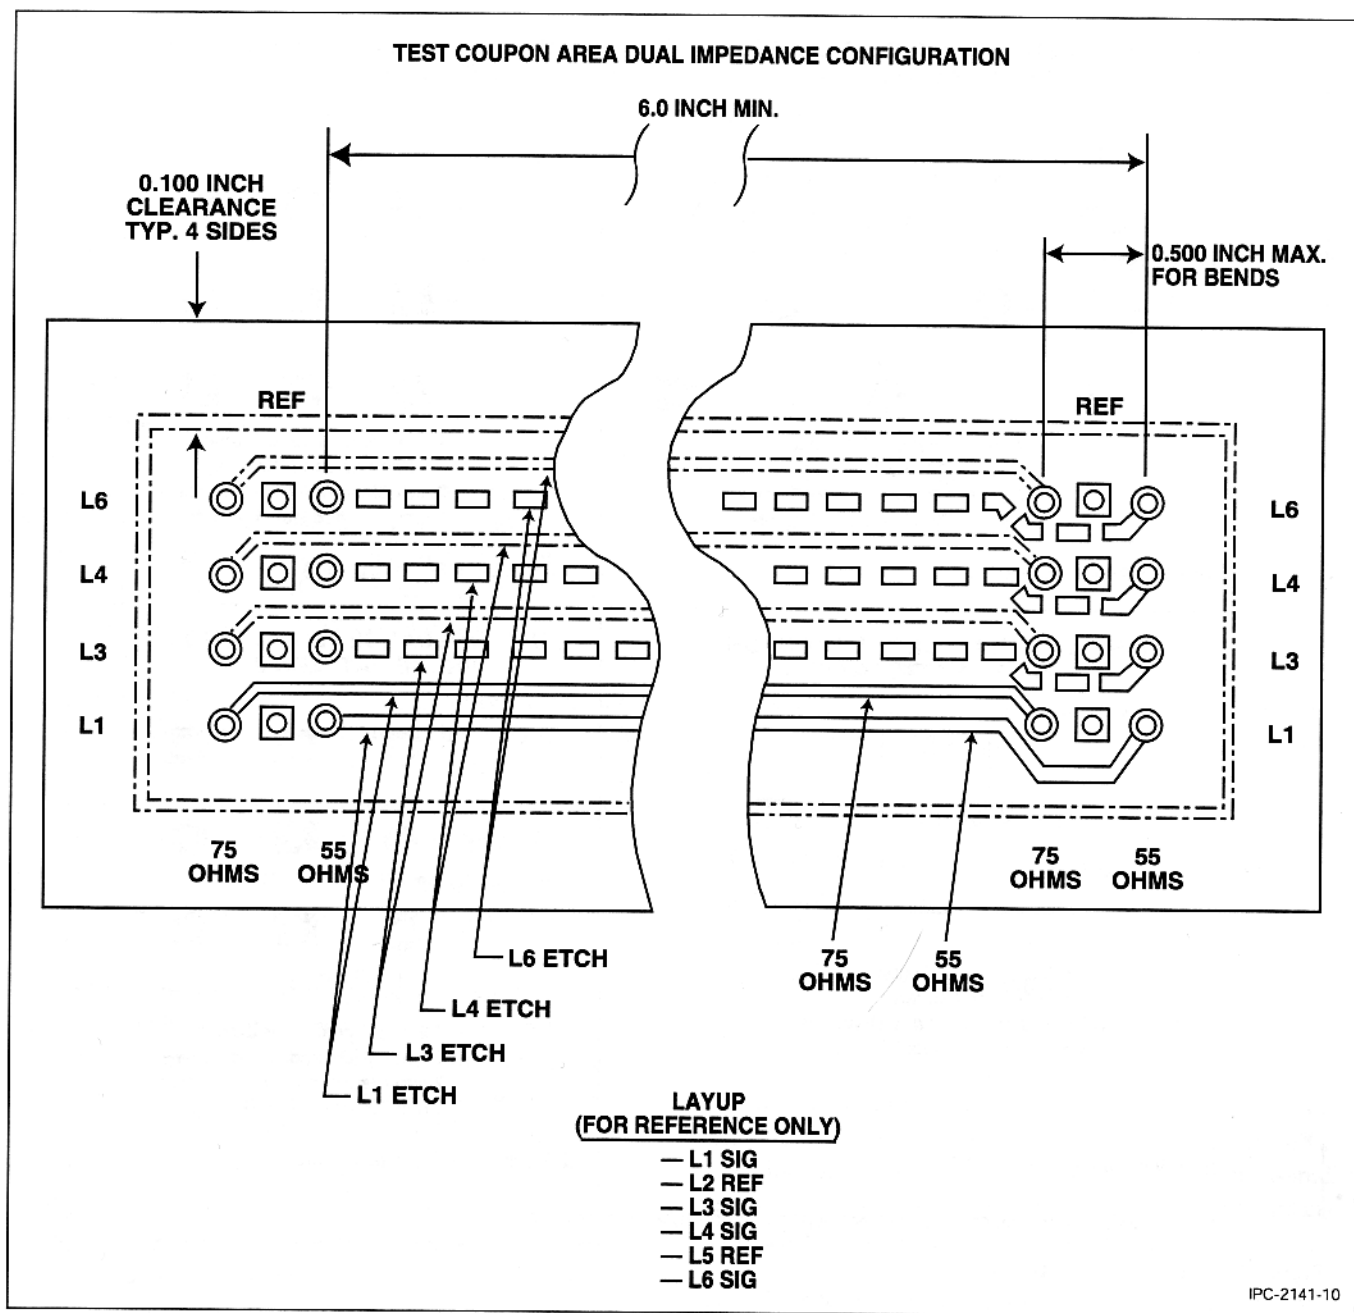 TEST COUPON AREA DUAL IMPEDANCE CONFIGURATION
6.0 INCH MIN.
0.100 INCH
CLEARANCE
TYP. 4 SIDES
0.500 INCH MAX.
FOR BENDS
REF
REF
L6
L6
L4
L4
L3
L3
L1
L1
75
OHMS
55
OHMS
75
OHMS
55
OHMS
L6 ETCH
75
OHMS
55
OHMS
L4 ETCH
L3 ETCH
L1 ETCH
LAYUP
(FOR REFERENCE ONLY)
— L1 SIG
— L2 REF
— L3 SIG
— L4 SIG
— L5 REF
— L6 SIG
IPC-2141-10